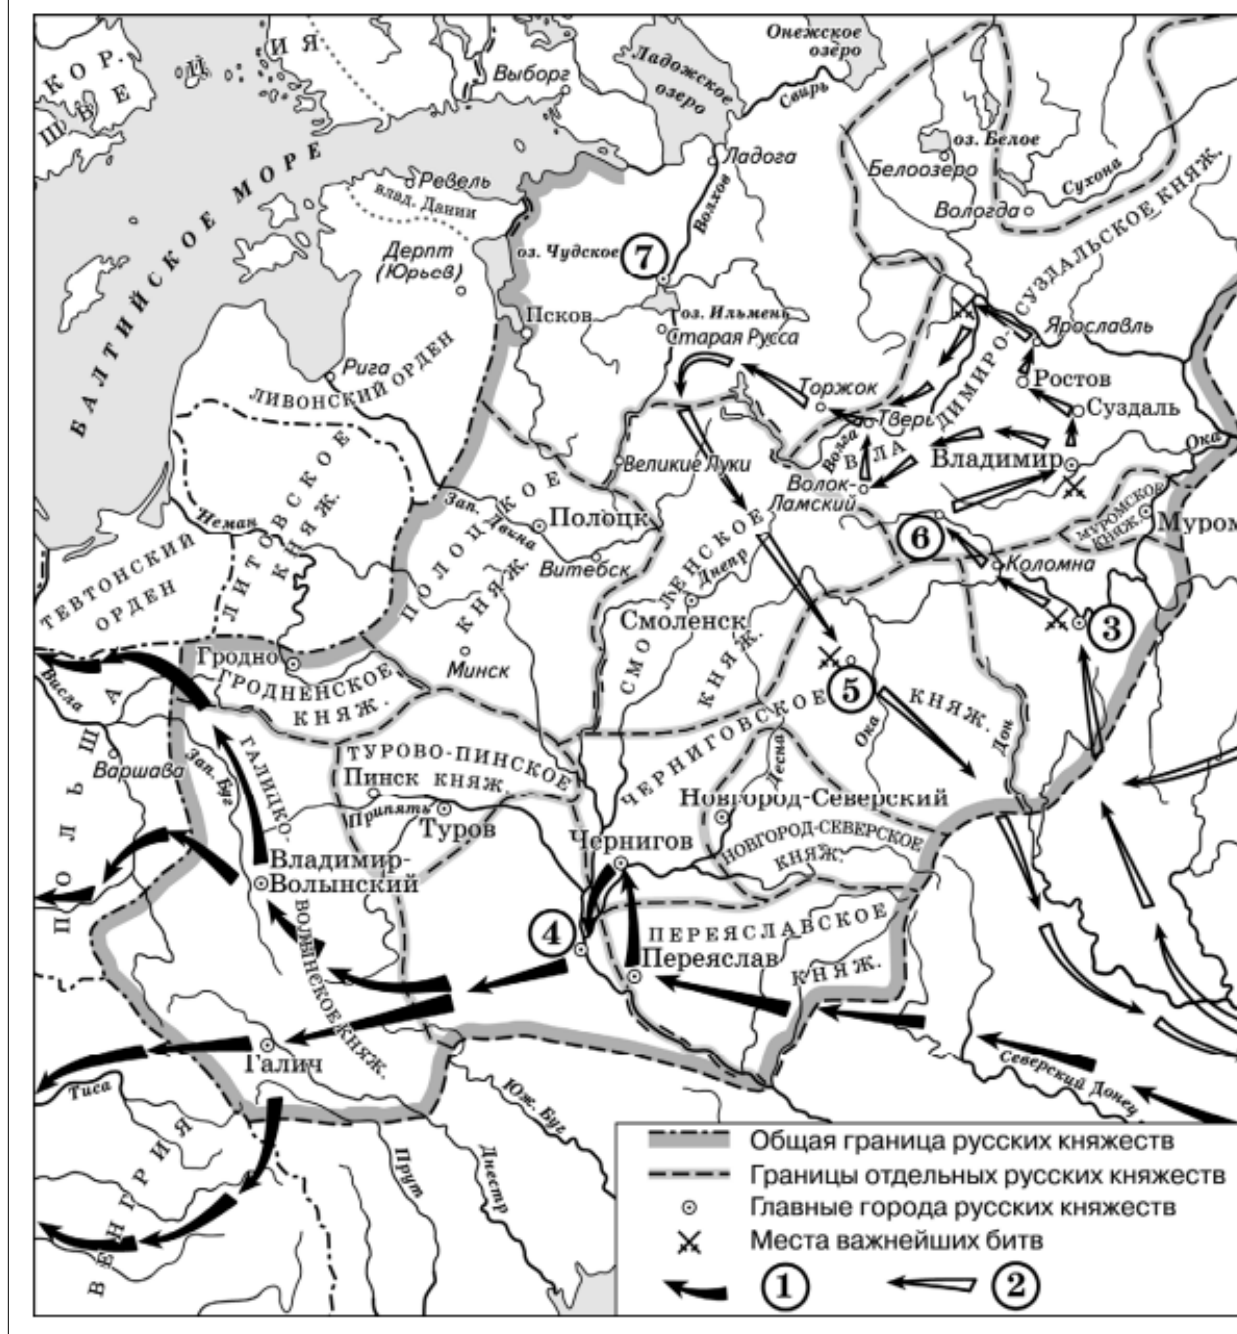 КОР.
ШВЕЦИЯ
БАЛТИЙСКОЕ МОРЕ
Выборг
Ладожское
озеро
Онежское
озеро
Свирь
Ладога
Волхов
оз. Белое
Белоозеро
Вологда
Сухона
Ревель
влад. Дании
Дерпт
(Юрьев)
оз. Чудское
7
Псков
оз. Ильмень
Старая Русса
ВЛАДИМИРО-СУЗДАЛЬСКОЕ КНЯЖ.
Ярославль
Ростов
Суздаль
Торжок
Тверь
Волга
Владимир
Волок-
Ламский
Ока
МУРОМСКОЕ
КНЯЖ.
Муром
6
Коломна
3
Рига
ЛИВОНСКИЙ ОРДЕН
Великие Луки
ПОЛОЦКОЕ
КНЯЖ.
Зап. Двина
Полоцк
Витебск
Минск
Неман
ЛИТОВСКОЕ
КНЯЖ.
ТЕВТОНСКИЙ
ОРДЕН
СМОЛЕНСКОЕ
КНЯЖ.
Днепр
Смоленск
5
Ока
Дон
ЧЕРНИГОВСКОЕ
КНЯЖ.
Десна
Гродно
ГРОДНЕНСКОЕ
КНЯЖ.
Висла
ПОЛЬША
Варшава
Зап. Буг
ТУРОВО-ПИНСКОЕ
КНЯЖ.
Пинск
Припять
Туров
Новгород-Северский
НОВГОРОД-СЕВЕРСКОЕ
КНЯЖ.
Чернигов
ГАЛИЦКО-
ВОЛЫНСКОЕ КНЯЖ.
Владимир-
Волынский
4
ПЕРЕЯСЛАВСКОЕ
КНЯЖ.
Переяслав
Галич
Тиса
ВЕНГРИЯ
Прут
Днестр
Юж. Буг
Северский Донец
Общая граница русских княжеств
Границы отдельных русских княжеств
Главные города русских княжеств
Места важнейших битв
1 2